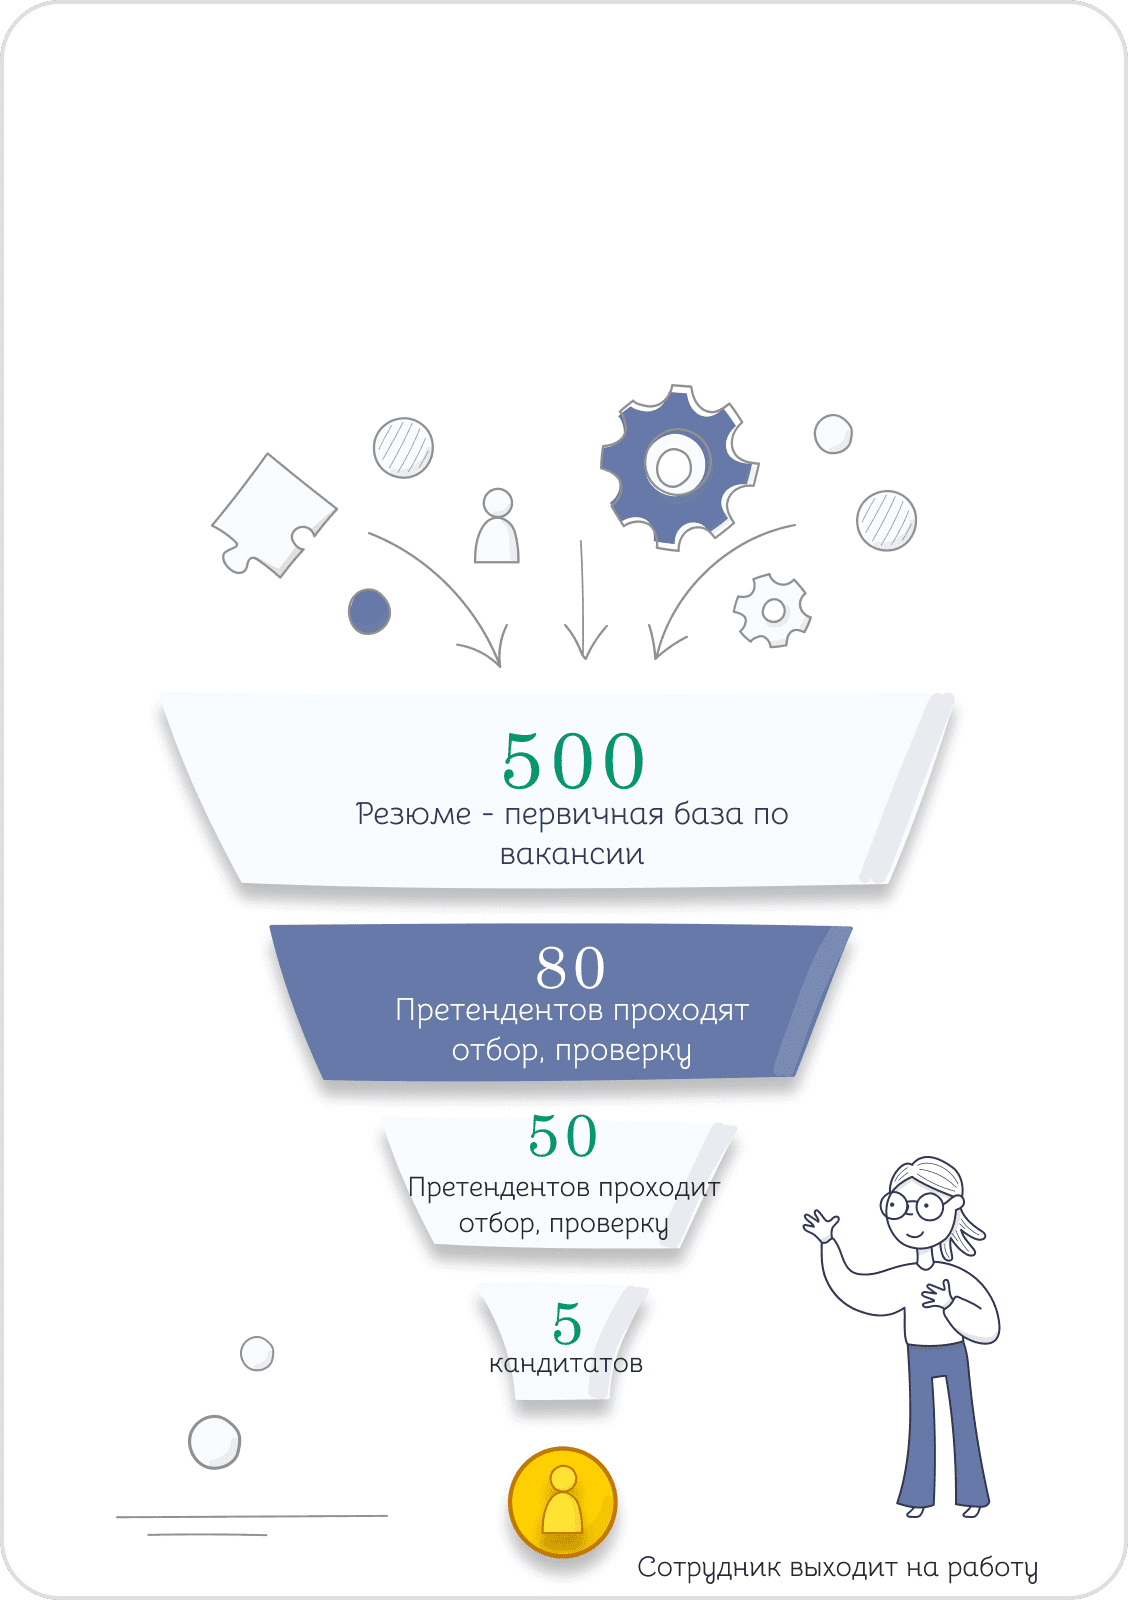 500
Резюме - первичная база по
вакансии
80
Претендентов проходят
отбор, проверку
50
Претендентов проходит
отбор, проверку
5
кандитатов
Сотрудник выходит на работу